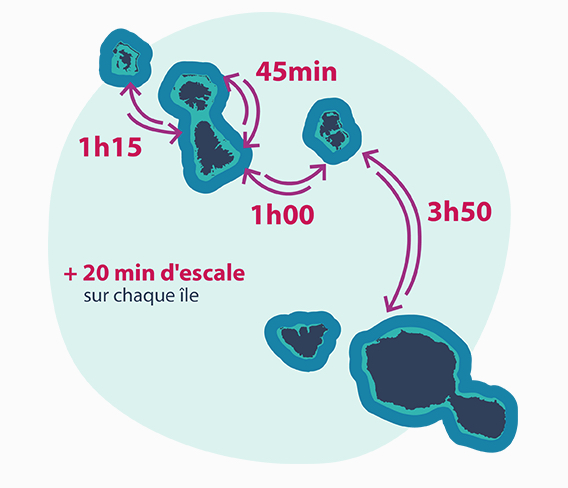 45min
1h15
1h00
3h50
+ 20 min d'escale
sur chaque île